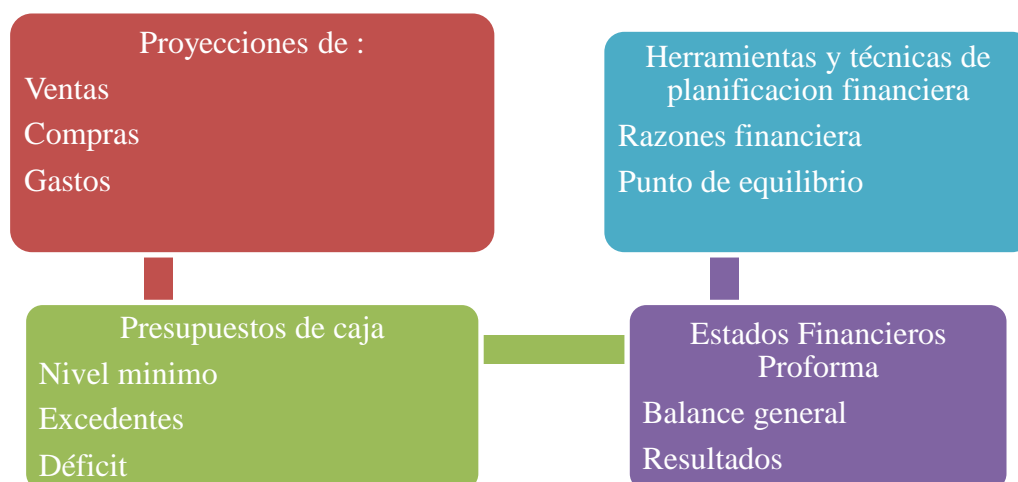 Proyecciones de :
Ventas
Compras
Gastos
Herramientas y técnicas de
planificacion financiera
Razones financiera
Punto de equilibrio
Presupuestos de caja
Nivel minimo
Excedentes
Déficit
Estados Financieros
Proforma
Balance general
Resultados